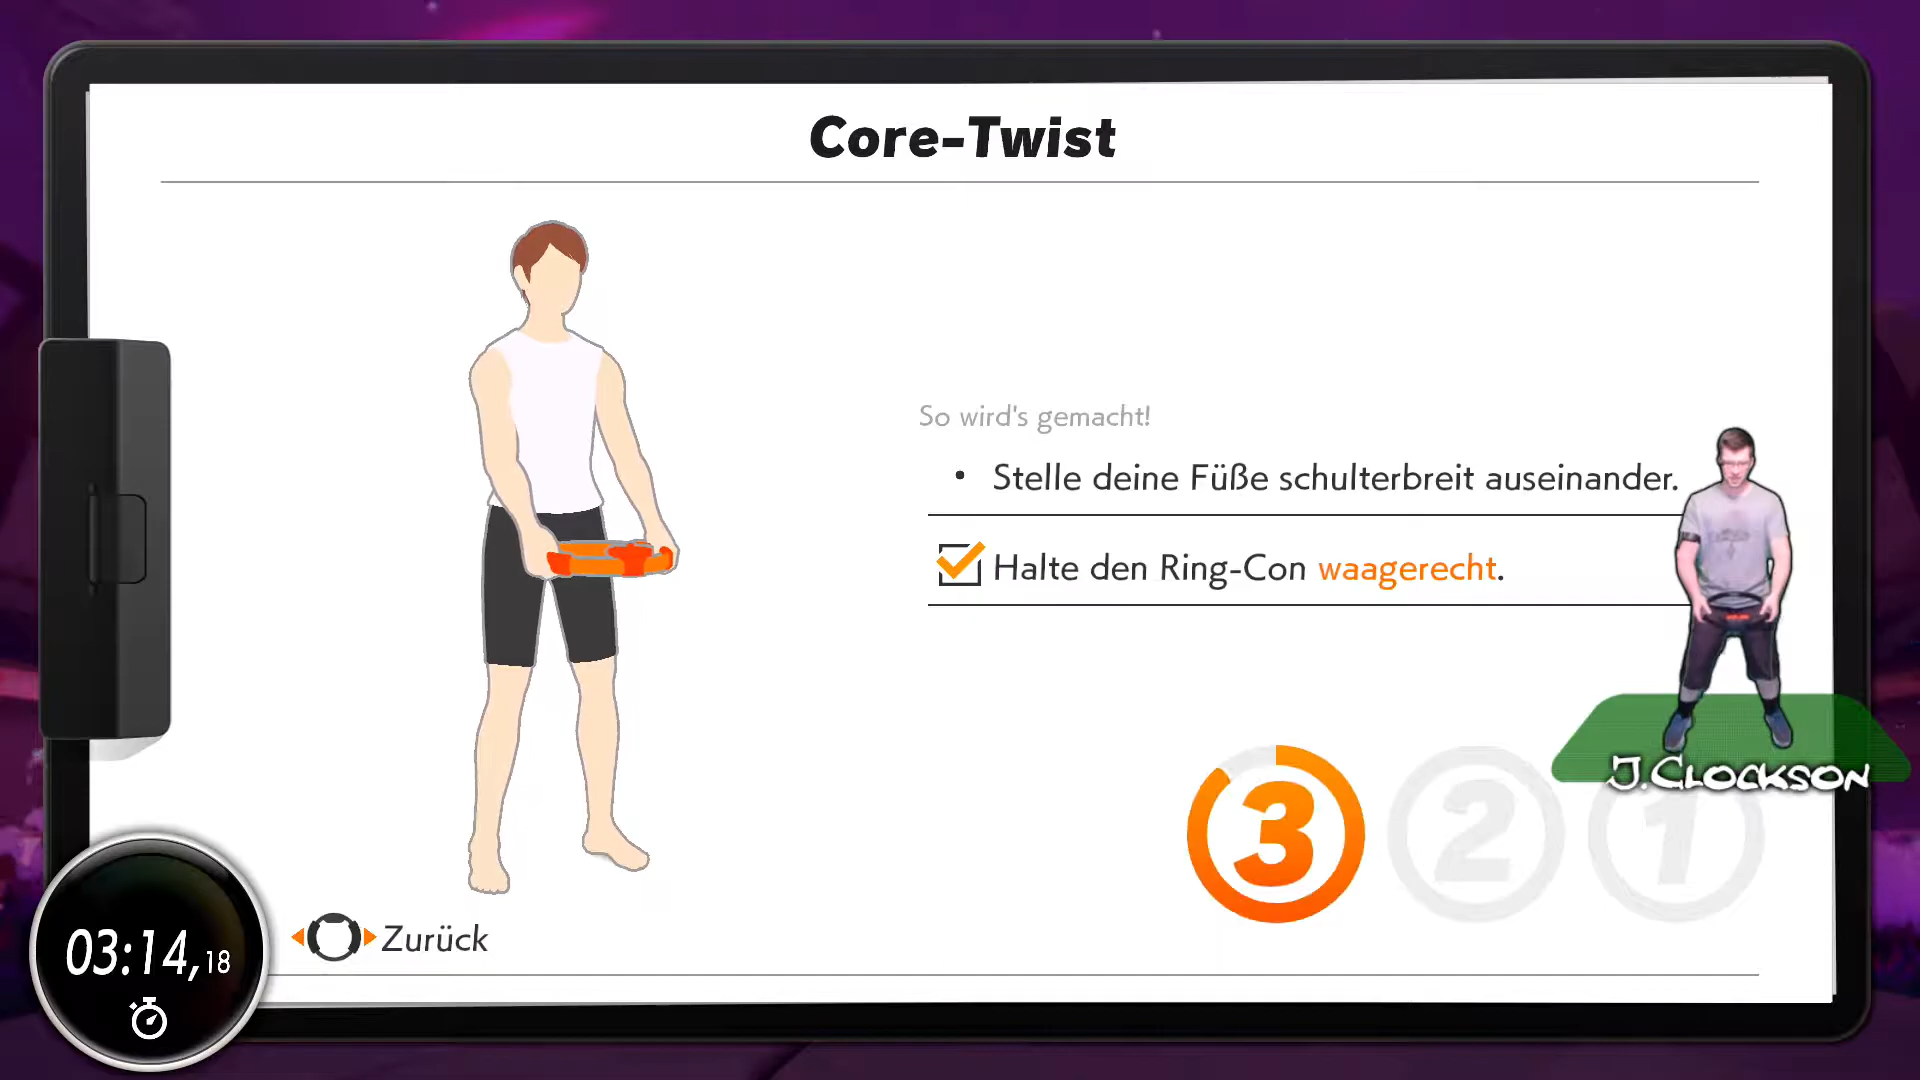 Core-Twist
So wird's gemacht!
• Stelle deine Füße schulterbreit auseinander.
Halte den Ring-Con waagerecht.
3 2 1
J.Clockson
Zurück
03:14,18